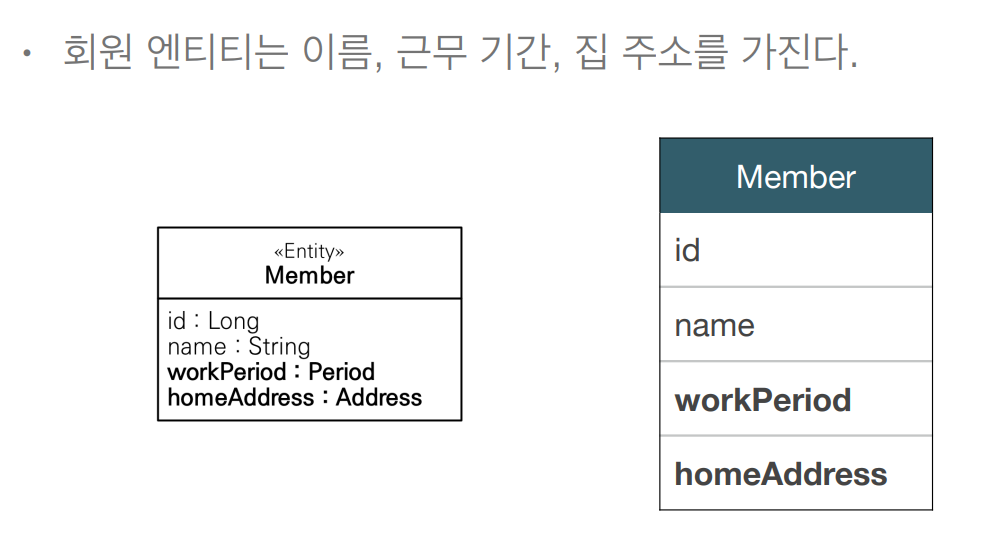 • 회원 엔티티는 이름, 근무 기간, 집 주소를 가진다.
«Entity»
Member
id : Long
name : String
workPeriod : Period
homeAddress : Address
Member
id
name
workPeriod
homeAddress